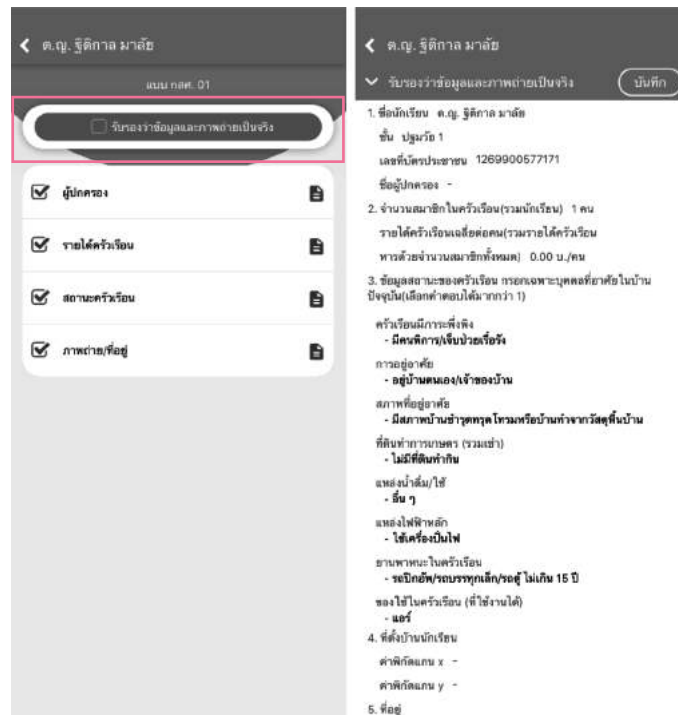 ด.ญ. ฐิติกาล มาลัย
แบบ กสศ. 01
รับรองว่าข้อมูลและภาพถ่ายเป็นจริง
ผู้ปกครอง
รายได้ครัวเรือน
สถานะครัวเรือน
ภาพถ่าย/ที่อยู่
ด.ญ. ฐิติกาล มาลัย
รับรองว่าข้อมูลและภาพถ่ายเป็นจริง บันทึก
1. ชื่อนักเรียน ด.ญ. ฐิติกาล มาลัย
ชั้น ปฐมวัย 1
เลขที่บัตรประชาชน 1269900577171
ชื่อผู้ปกครอง -
2. จำนวนสมาชิกในครัวเรือน(รวมนักเรียน) 1 คน
รายได้ครัวเรือนเฉลี่ยต่อคน(รวมรายได้ครัวเรือน
หารด้วยจำนวนสมาชิกทั้งหมด) 0.00 บ./คน
3. ข้อมูลสถานะของครัวเรือน กรอกเฉพาะบุคคลที่อาศัยในบ้าน
ปัจจุบัน(เลือกคำตอบได้มากกว่า 1)
ครัวเรือนมีภาระพึ่งพิง
- มีคนพิการ/เจ็บป่วยเรื้อรัง
การอยู่อาศัย
- อยู่บ้านตนเอง/เจ้าของบ้าน
สภาพที่อยู่อาศัย
- มีสภาพบ้านชำรุดทรุดโทรมหรือบ้านทำจากวัสดุพื้นบ้าน
ที่ดินทำการเกษตร (รวมเช่า)
- ไม่มีที่ดินทำกิน
แหล่งน้ำดื่ม/ใช้
- อื่น ๆ
แหล่งไฟฟ้าหลัก
- ใช้เครื่องปั่นไฟ
ยานพาหนะในครัวเรือน
- รถปิกอัพ/รถบรรทุกเล็ก/รถตู้ ไม่เกิน 15 ปี
ของใช้ในครัวเรือน (ที่ใช้งานได้)
- แอร์
4. ที่ตั้งบ้านนักเรียน
ค่าพิกัดแกน x -
ค่าพิกัดแกน y -
5. ที่อยู่